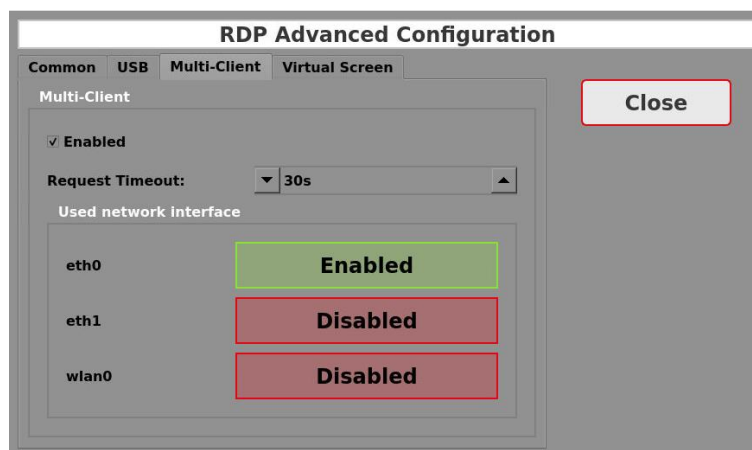 RDP Advanced Configuration
Common USB Multi-Client Virtual Screen
Close
Multi-Client
Enabled
Request Timeout: 30s
Used network interface
eth0 Enabled
eth1 Disabled
wlan0 Disabled